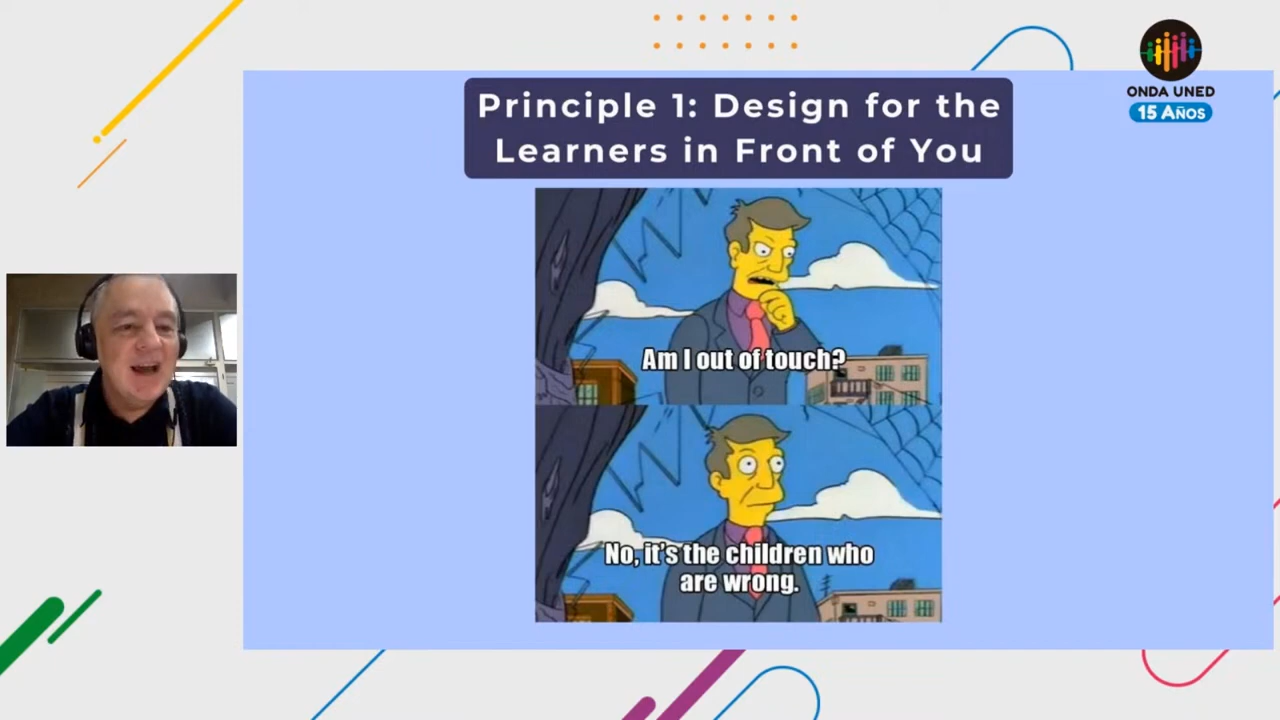 Principle 1: Design for the
Learners in Front of You
ONDA UNED
15 AÑOS
Am I out of touch?
No, it's the children who
are wrong.